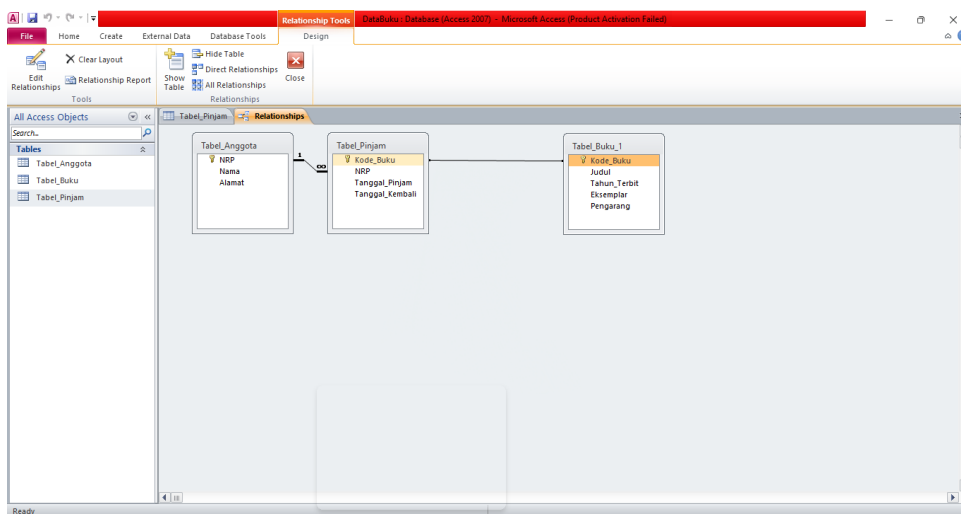 Relationship Tools DataBuku : Database (Access 2007) - Microsoft Access (Product Activation Failed)
File Home Create External Data Database Tools Design
Edit Relationships
Clear Layout
Relationship Report
Tools
Show Table
Hide Table
Direct Relationships
All Relationships
Close
Relationships
All Access Objects
Search...
Tables
Tabel_Anggota
Tabel_Buku
Tabel_Pinjam
Tabel_Pinjam Relationships
Tabel_Anggota
NRP
Nama
Alamat
1
∞
Tabel_Pinjam
Kode_Buku
NRP
Tanggal_Pinjam
Tanggal_Kembali
Tabel_Buku_1
Kode_Buku
Judul
Tahun_Terbit
Eksemplar
Pengarang
Ready